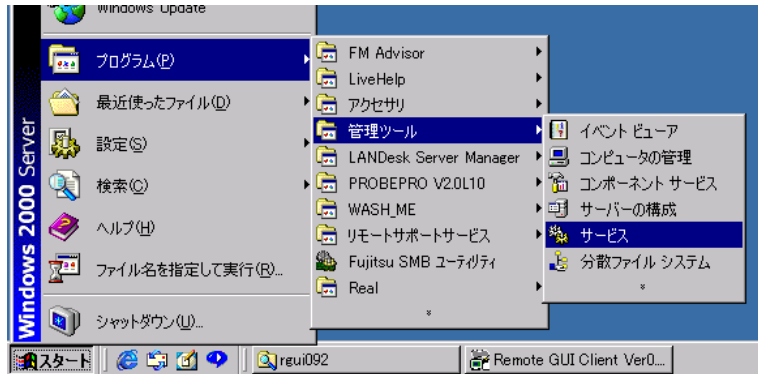 Windows Update
プログラム(P)
最近使ったファイル(D)
設定(S)
検索(C)
ヘルプ(H)
ファイル名を指定して実行(R)...
シャットダウン(U)...
Windows 2000 Server
FM Advisor
LiveHelp
アクセサリ
管理ツール
LANDesk Server Manager
PROBEPRO V2.0L10
WASH_ME
リモートサポートサービス
Fujitsu SMB ユーティリティ
Real
イベント ビューア
コンピュータの管理
コンポーネント サービス
サーバーの構成
サービス
分散ファイル システム
スタート
rgui092
Remote GUI Client Ver0....